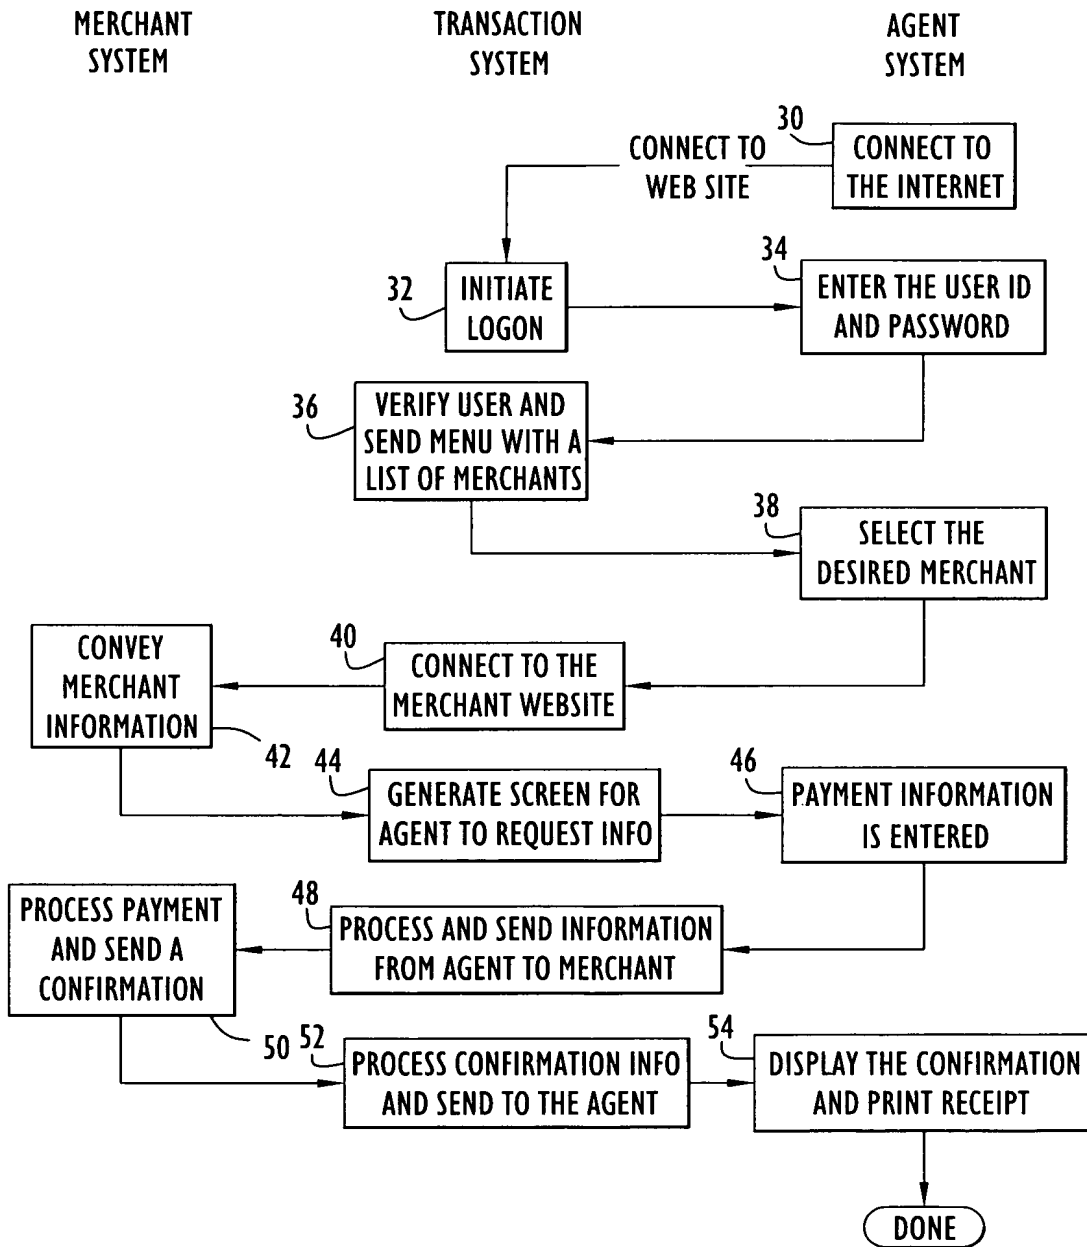 MERCHANT
SYSTEM
TRANSACTION
SYSTEM
AGENT
SYSTEM
30
CONNECT TO
THE INTERNET
CONNECT TO
WEB SITE
32
INITIATE
LOGON
34
ENTER THE USER ID
AND PASSWORD
36
VERIFY USER AND
SEND MENU WITH A
LIST OF MERCHANTS
38
SELECT THE
DESIRED MERCHANT
40
CONNECT TO THE
MERCHANT WEBSITE
CONVEY
MERCHANT
INFORMATION
42
44
GENERATE SCREEN FOR
AGENT TO REQUEST INFO
46
PAYMENT INFORMATION
IS ENTERED
48
PROCESS AND SEND INFORMATION
FROM AGENT TO MERCHANT
PROCESS PAYMENT
AND SEND A
CONFIRMATION
50
52
PROCESS CONFIRMATION INFO
AND SEND TO THE AGENT
54
DISPLAY THE CONFIRMATION
AND PRINT RECEIPT
DONE